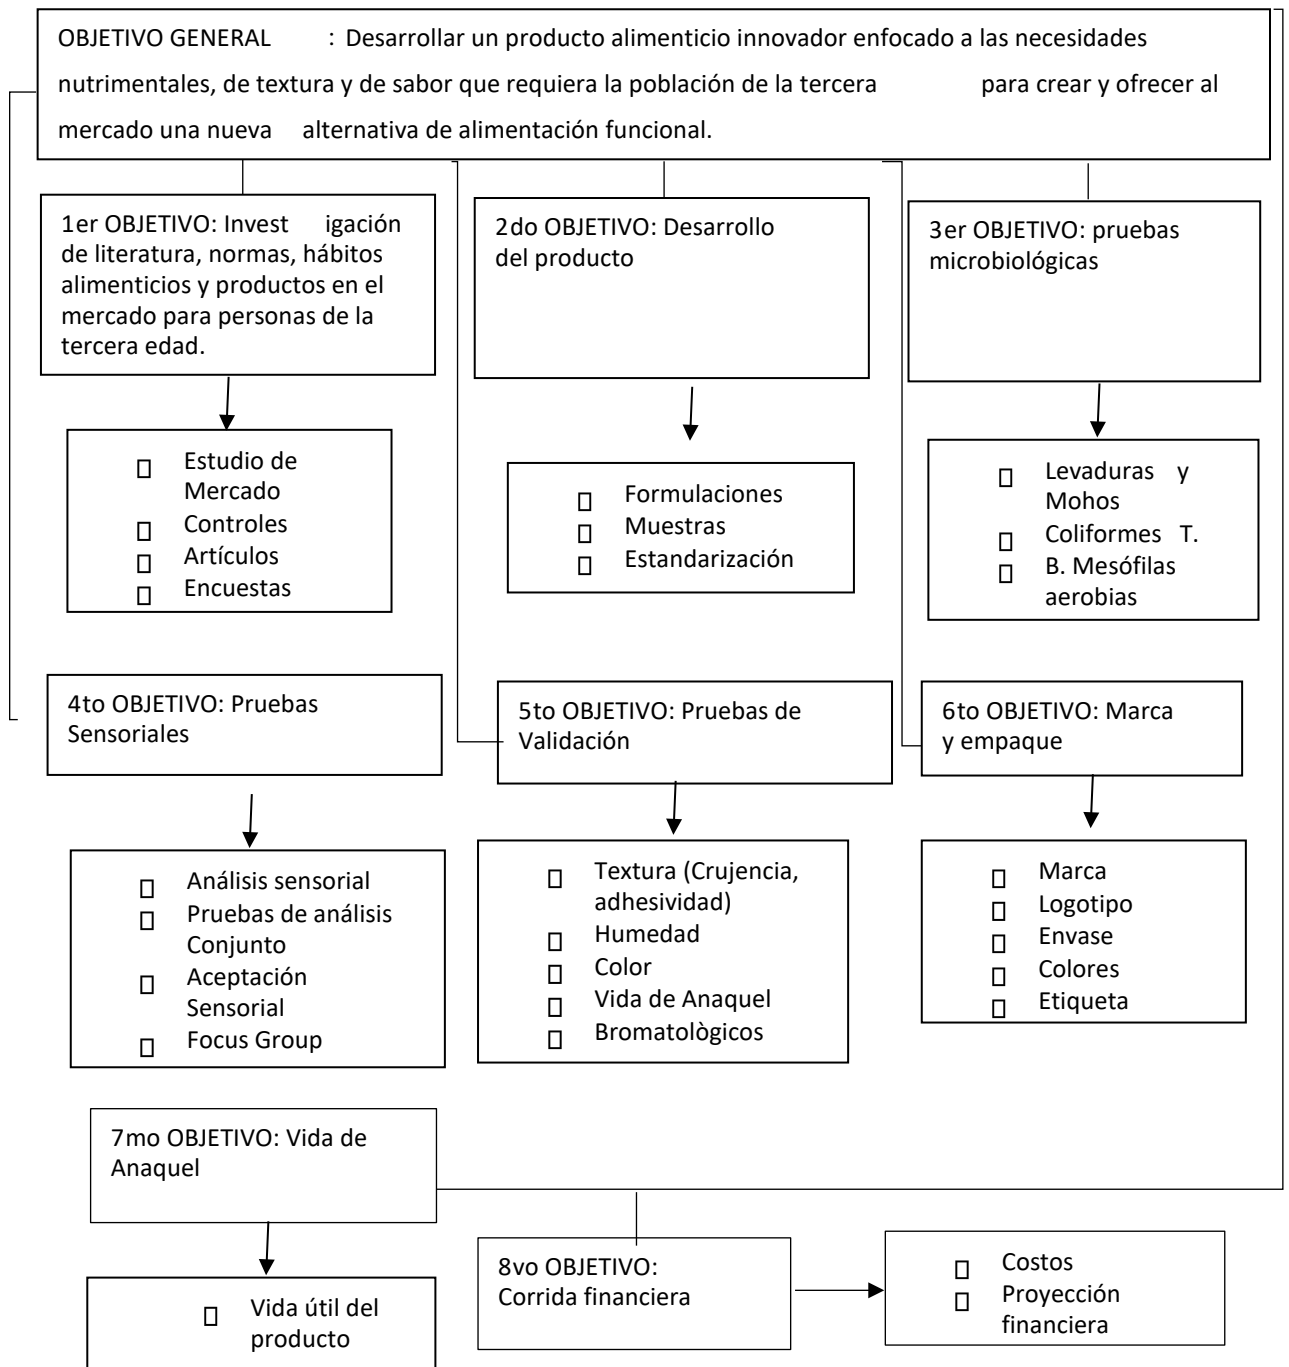 OBJETIVO GENERAL : Desarrollar un producto alimenticio innovador enfocado a las necesidades
nutrimentales, de textura y de sabor que requiera la población de la tercera para crear y ofrecer al
mercado una nueva alternativa de alimentación funcional.
1er OBJETIVO: Invest igación
de literatura, normas, hábitos
alimenticios y productos en el
mercado para personas de la
tercera edad.
2do OBJETIVO: Desarrollo
del producto
3er OBJETIVO: pruebas
microbiológicas
Estudio de
Mercado
Controles
Artículos
Encuestas
Formulaciones
Muestras
Estandarización
Levaduras y
Mohos
Coliformes T.
B. Mesófilas
aerobias
4to OBJETIVO: Pruebas
Sensoriales
5to OBJETIVO: Pruebas de
Validación
6to OBJETIVO: Marca
y empaque
Análisis sensorial
Pruebas de análisis
Conjunto
Aceptación
Sensorial
Focus Group
Textura (Crujencia,
adhesividad)
Humedad
Color
Vida de Anaquel
Bromatològicos
Marca
Logotipo
Envase
Colores
Etiqueta
7mo OBJETIVO: Vida de
Anaquel
Vida útil del
producto
8vo OBJETIVO:
Corrida financiera
Costos
Proyección
financiera